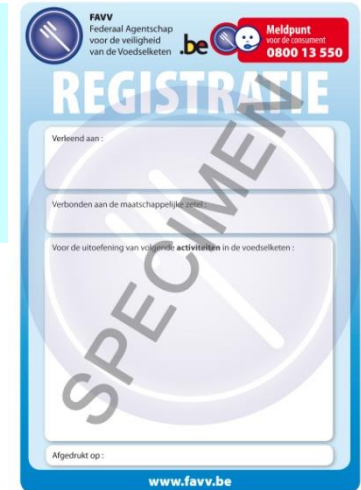 FAVV
Federaal Agentschap
voor de veiligheid
van de Voedselketen
.be
Meldpunt
voor de consument
0800 13 550
REGISTRATIE
Verleend aan :
Verbonden aan de maatschappelijke zetel :
Voor de uitoefening van volgende activiteiten in de voedselketen :
SPECIMEN
Afgedrukt op :
www.favv.be